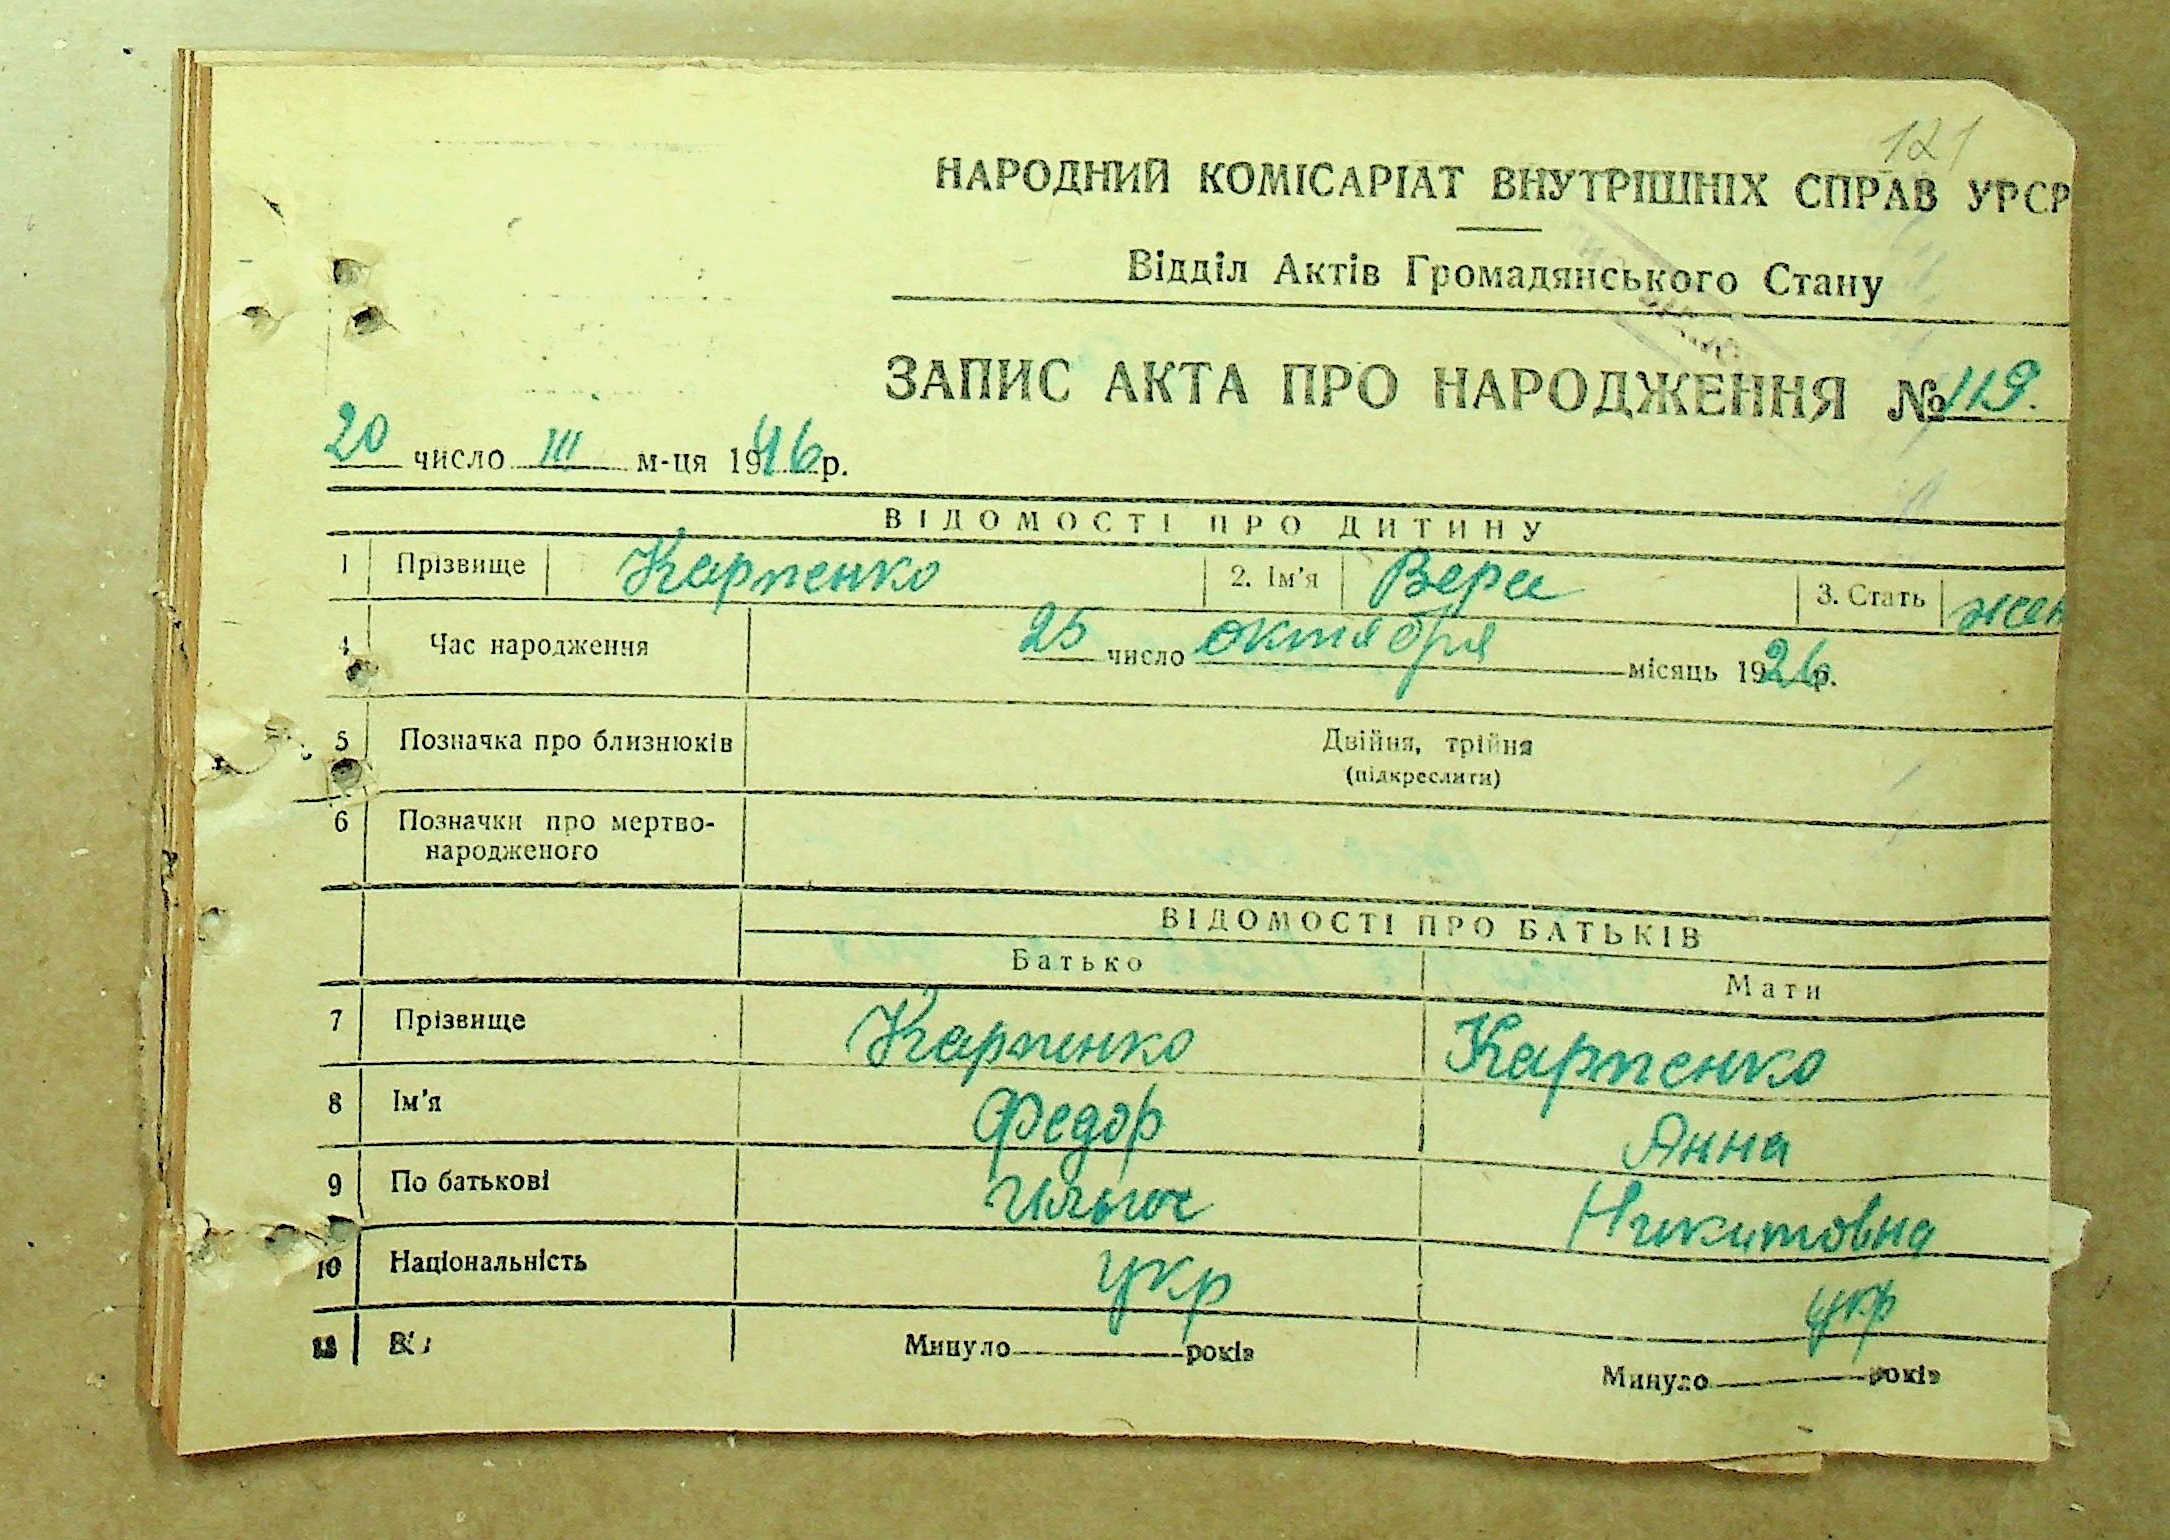 121
НАРОДНИЙ КОМІСАРІАТ ВНУТРІШНІХ СПРАВ УРСР
Відділ Актів Громадянського Стану
ЗАПИС АКТА ПРО НАРОДЖЕННЯ № 119.
20 число III м-ця 1946 р.
ВІДОМОСТІ ПРО ДИТИНУ
1 Прізвище Карпенко 2. Ім'я Вера 3. Стать жен
4 Час народження 25 число октября місяць 1926 р.
5 Позначка про близнюків Двійня, трійня
(підкреслити)
6 Позначки про мертво-
народженого
ВІДОМОСТІ ПРО БАТЬКІВ
Батько Мати
7 Прізвище Карпенко Карпенко
8 Ім'я Федор Анна
9 По батькові Ильич Никитовна
10 Національність укр укр
11 Минуло років Минуло років